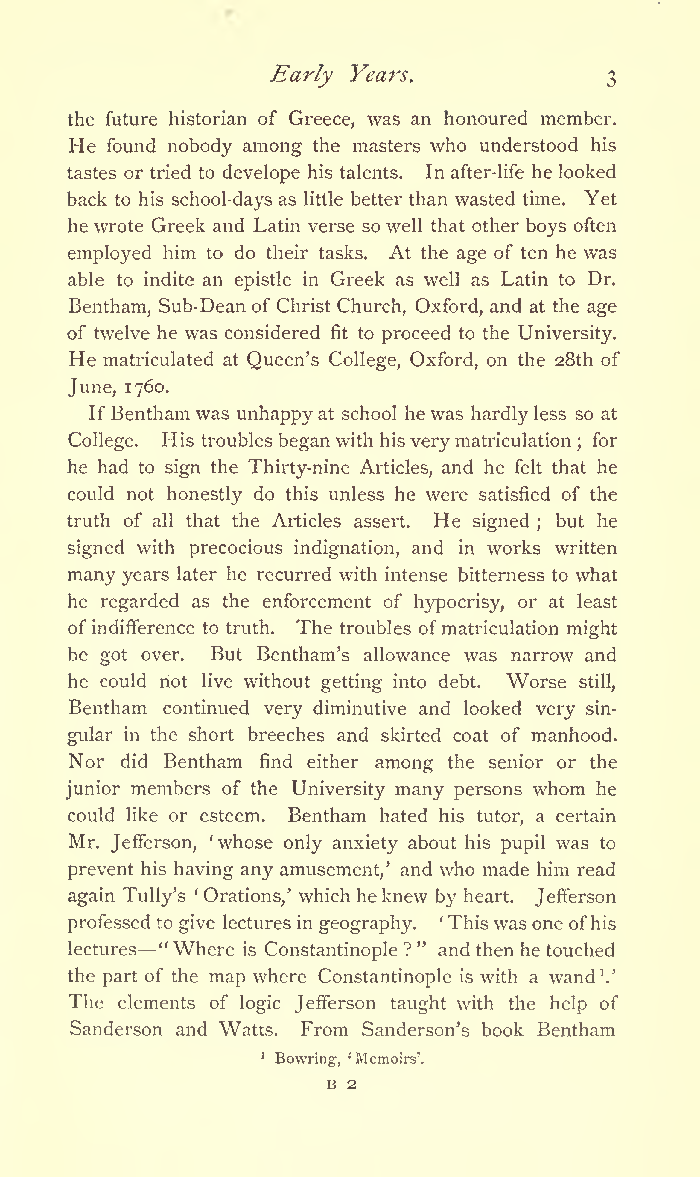 Early Years. 3
the future historian of Greece, was an honoured member.
He found nobody among the masters who understood his
tastes or tried to develope his talents. In after-life he looked
back to his school-days as little better than wasted time. Yet
he wrote Greek and Latin verse so well that other boys often
employed him to do their tasks. At the age of ten he was
able to indite an epistle in Greek as well as Latin to Dr.
Bentham, Sub-Dean of Christ Church, Oxford, and at the age
of twelve he was considered fit to proceed to the University.
He matriculated at Queen's College, Oxford, on the 28th of
June, 1760.
If Bentham was unhappy at school he was hardly less so at
College. His troubles began with his very matriculation; for
he had to sign the Thirty-nine Articles, and he felt that he
could not honestly do this unless he were satisfied of the
truth of all that the Articles assert. He signed; but he
signed with precocious indignation, and in works written
many years later he recurred with intense bitterness to what
he regarded as the enforcement of hypocrisy, or at least
of indifference to truth. The troubles of matriculation might
be got over. But Bentham's allowance was narrow and
he could not live without getting into debt. Worse still,
Bentham continued very diminutive and looked very sin-
gular in the short breeches and skirted coat of manhood.
Nor did Bentham find either among the senior or the
junior members of the University many persons whom he
could like or esteem. Bentham hated his tutor, a certain
Mr. Jefferson, 'whose only anxiety about his pupil was to
prevent his having any amusement,' and who made him read
again Tully's 'Orations,' which he knew by heart. Jefferson
professed to give lectures in geography. 'This was one of his
lectures—"Where is Constantinople?" and then he touched
the part of the map where Constantinople is with a wand¹.'
The elements of logic Jefferson taught with the help of
Sanderson and Watts. From Sanderson's book Bentham
¹ Bowring, 'Memoirs'.
B 2